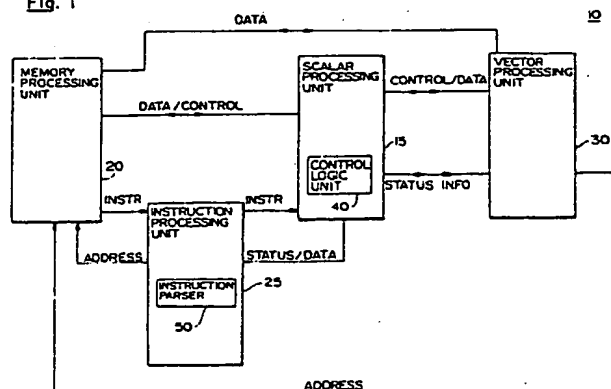 Fig. 1
10
DATA
MEMORY
PROCESSING
UNIT
SCALAR
PROCESSING
UNIT
VECTOR
PROCESSING
UNIT
CONTROL/DATA
DATA/CONTROL
15
30
20
CONTROL
LOGIC
UNIT
STATUS INFO
40
INSTR
INSTRUCTION
PROCESSING
UNIT
INSTR
ADDRESS
STATUS/DATA
25
INSTRUCTION
PARSER
50
ADDRESS